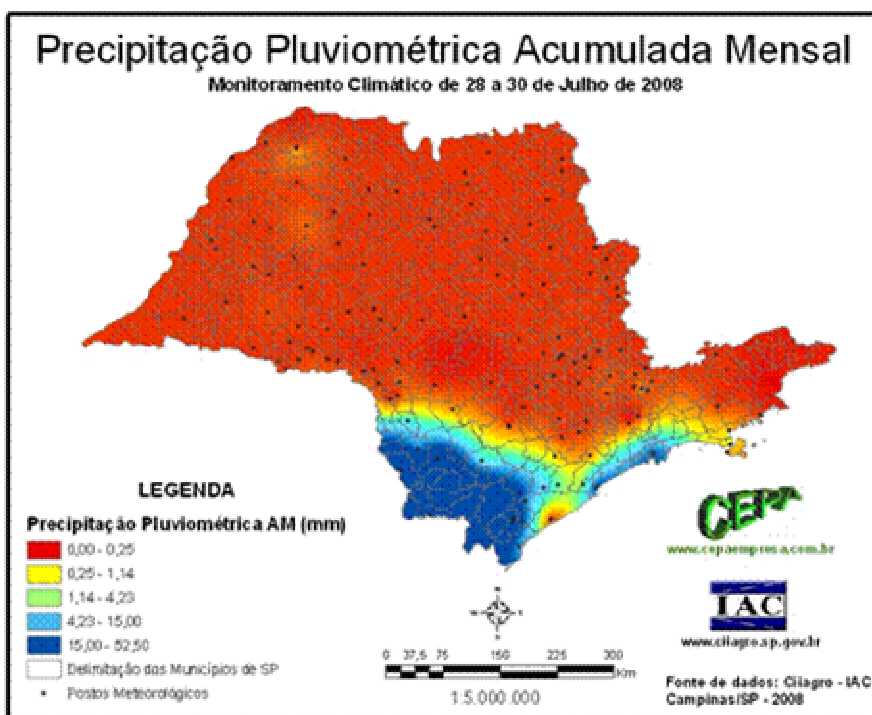 Precipitação Pluviométrica Acumulada Mensal
Monitoramento Climático de 28 a 30 de Julho de 2008
LEGENDA
Precipitação Pluviométrica AM (mm)
0,00 - 0,25
0,25 - 1,14
1,14 - 4,23
4,23 - 15,00
15,00 - 52,50
Delimitação dos Municípios de SP
Postos Meteorológicos
0 37,5 75 150 225 300
Km
1:5.000.000
CEPA
www.cepaempresa.com.br
IAC
www.ciiagro.sp.gov.br
Fonte de dados: Ciiagro - IAC
Campinas/SP - 2008